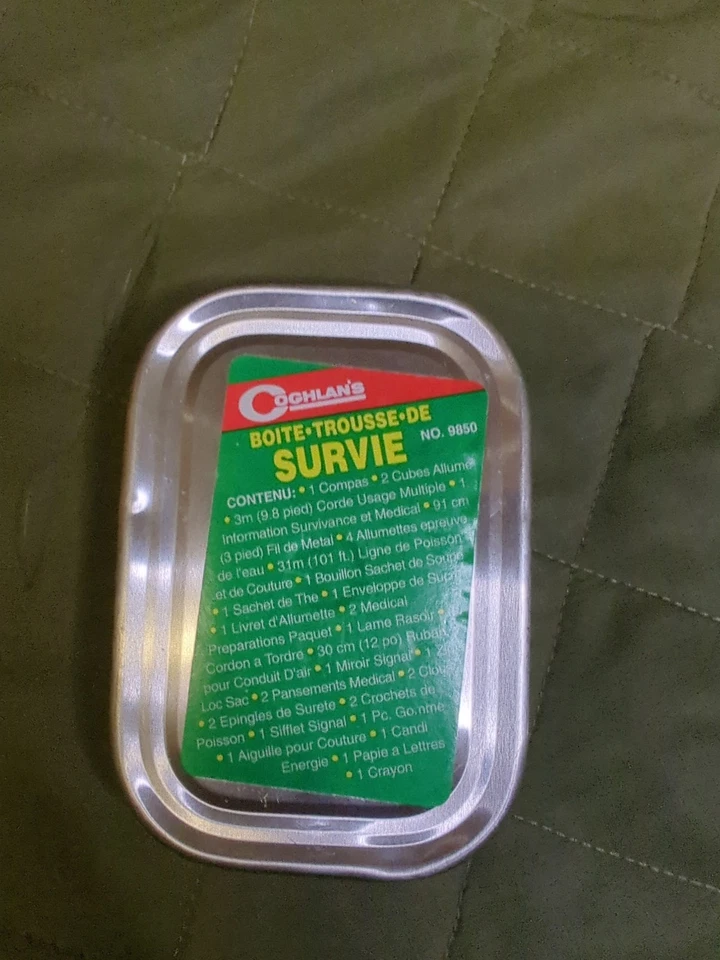 COGHLAN'S
BOITE•TROUSSE•DE
SURVIE NO. 9850
CONTENU: • 1 Compas • 2 Cubes Allume
• 3m (9.8 pied) Corde Usage Multiple • 1
Information Survivance et Medical • 91 cm
(3 pied) Fil de Metal • 4 Allumettes epreuve
de l'eau • 31m (101 ft.) Ligne de Poisson
et de Couture • 1 Bouillon Sachet de Soupe
• 1 Sachet de The • 1 Enveloppe de
• 1 Livret d'Allumette • 2 Medical
Preparations Paquet • 1 Lame Rasoir •
Cordon a Tordre • 30 cm (12 po) Ruban
pour Conduit D'air • 1 Miroir Signal • 1
Loc Sac • 2 Pansements Medical • 2
• 2 Epingles de Surete • 2 Crochets de
Poisson • 1 Sifflet Signal • 1 Pc.
• 1 Aiguille pour Couture • 1 Candi
Energie • 1 Papie a Lettres
• 1 Crayon